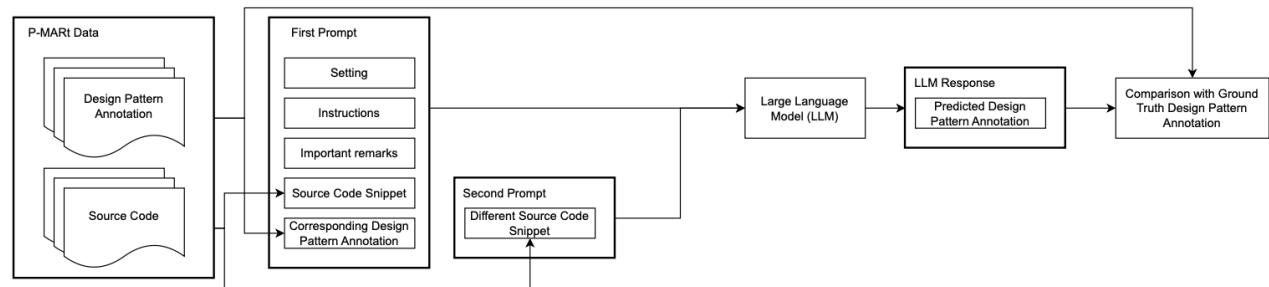 P-MARt Data
Design Pattern
Annotation
Source Code
First Prompt
Setting
Instructions
Important remarks
Source Code Snippet
Corresponding Design
Pattern Annotation
Second Prompt
Different Source Code
Snippet
Large Language
Model (LLM)
LLM Response
Predicted Design
Pattern Annotation
Comparison with Ground
Truth Design Pattern
Annotation